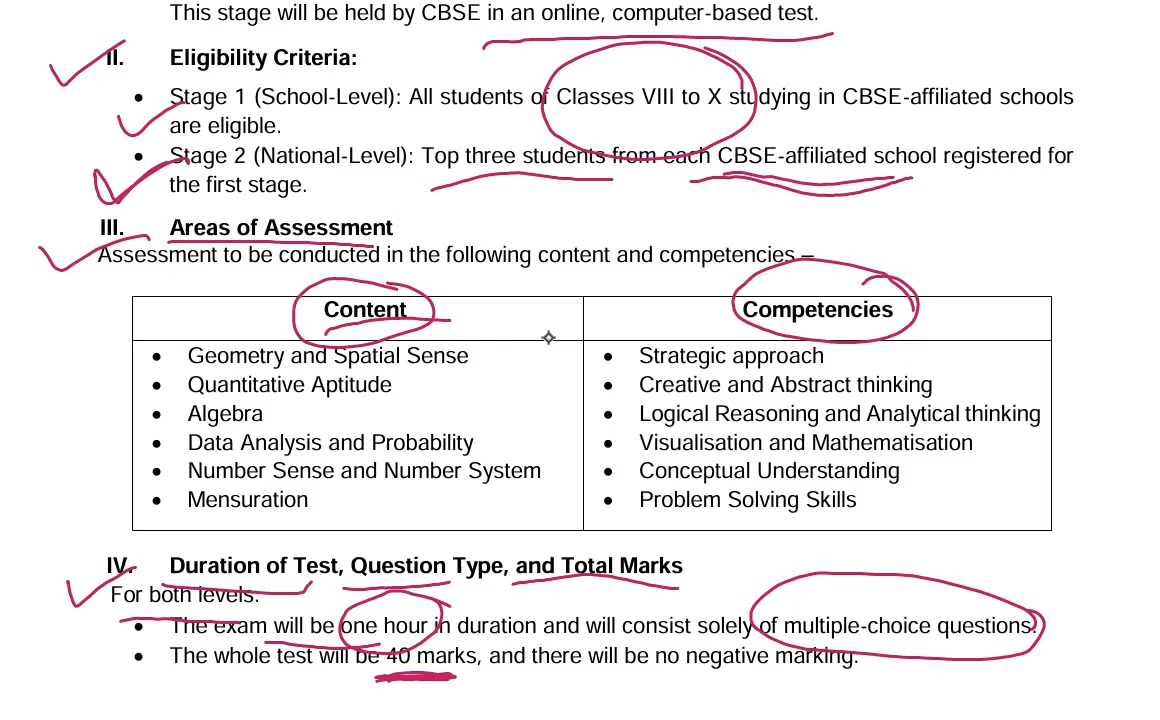 This stage will be held by CBSE in an online, computer-based test.
II. Eligibility Criteria:
• Stage 1 (School-Level): All students of Classes VIII to X studying in CBSE-affiliated schools
are eligible.
• Stage 2 (National-Level): Top three students from each CBSE-affiliated school registered for
the first stage.
III. Areas of Assessment
Assessment to be conducted in the following content and competencies –
Content
• Geometry and Spatial Sense
• Quantitative Aptitude
• Algebra
• Data Analysis and Probability
• Number Sense and Number System
• Mensuration
Competencies
• Strategic approach
• Creative and Abstract thinking
• Logical Reasoning and Analytical thinking
• Visualisation and Mathematisation
• Conceptual Understanding
• Problem Solving Skills
IV. Duration of Test, Question Type, and Total Marks
For both levels:
• The exam will be one hour in duration and will consist solely of multiple-choice questions.
• The whole test will be 40 marks, and there will be no negative marking.